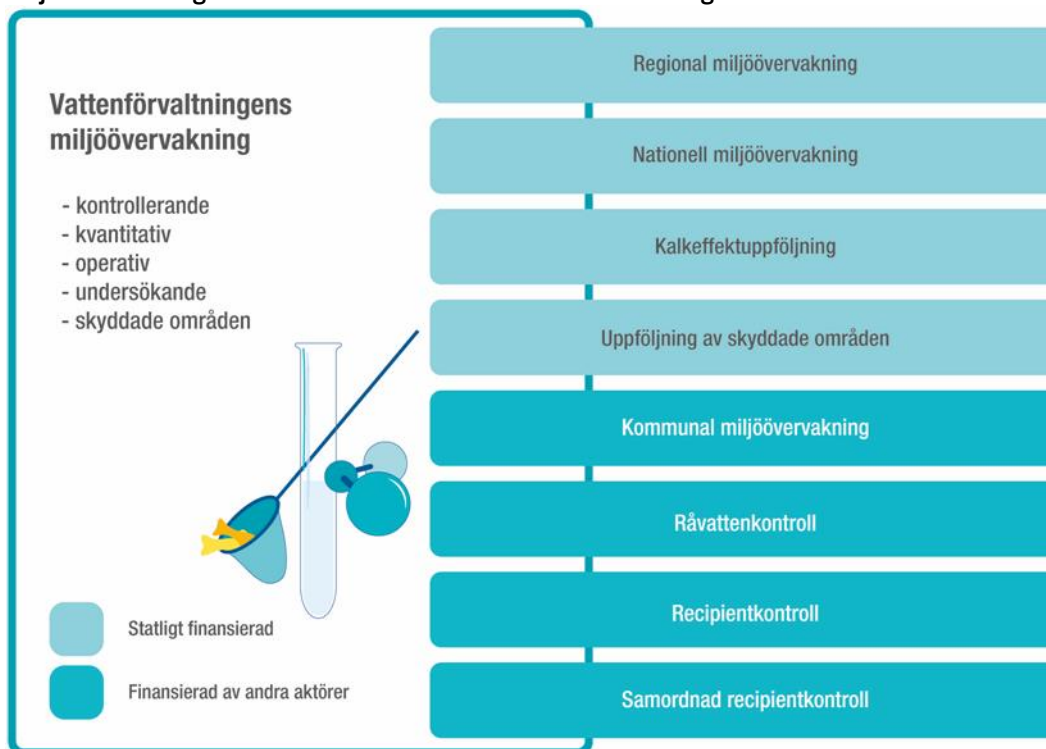 Vattenförvaltningens
miljöövervakning
- kontrollerande
- kvantitativ
- operativ
- undersökande
- skyddade områden
Statligt finansierad
Finansierad av andra aktörer
Regional miljöövervakning
Nationell miljöövervakning
Kalkeffektuppföljning
Uppföljning av skyddade områden
Kommunal miljöövervakning
Råvattenkontroll
Recipientkontroll
Samordnad recipientkontroll